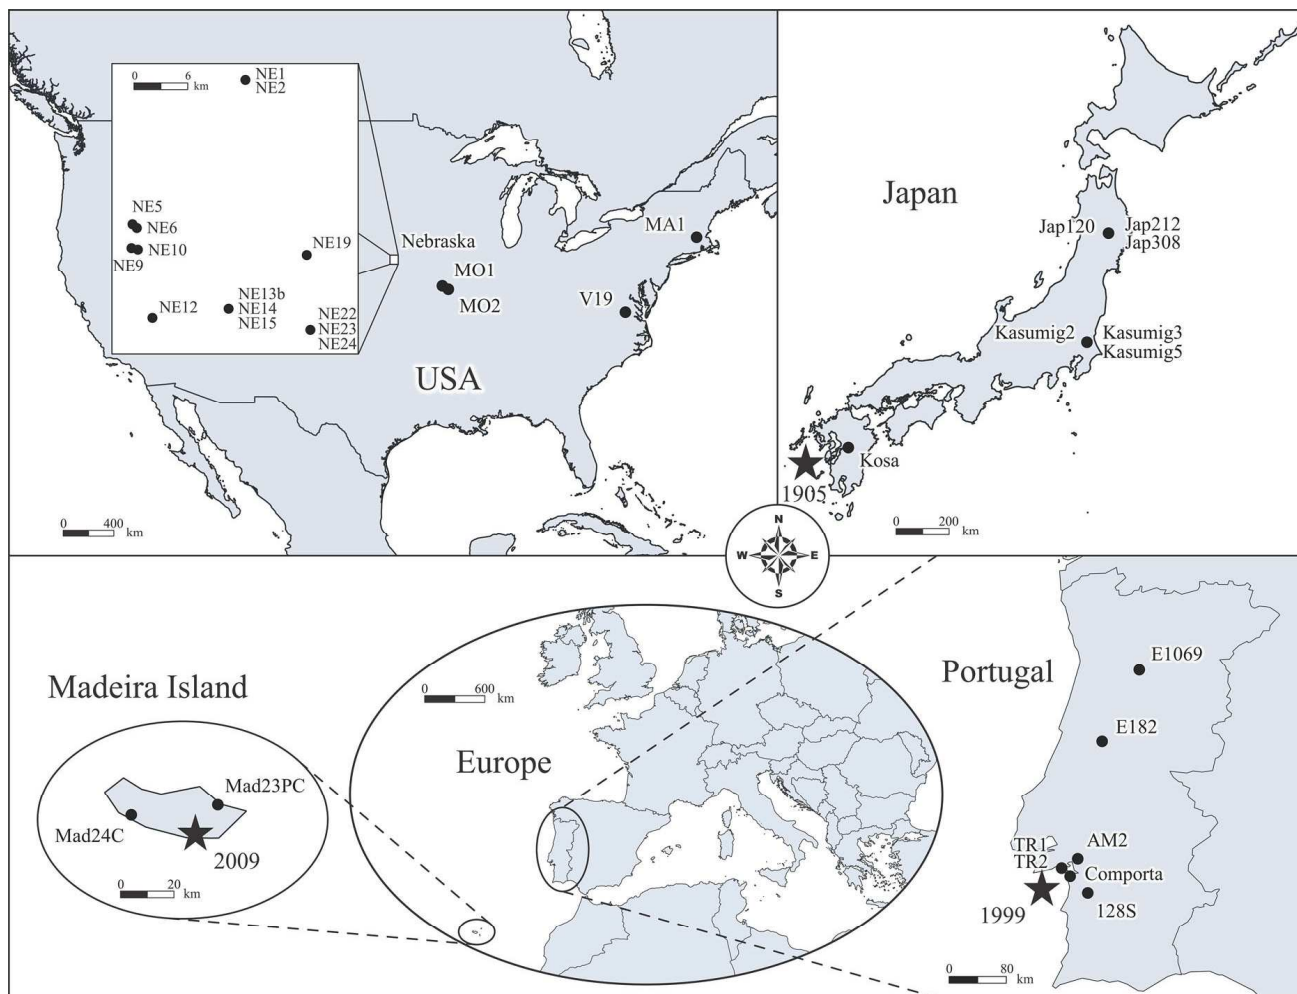 0 6
km
NE1
NE2
NE5
NE6
NE10
NE9
NE19
NE12
NE13b
NE14
NE15
NE22
NE23
NE24
Nebraska
MO1
MO2
MA1
V19
USA
0 400
km
Japan
Jap120
Jap212
Jap308
Kasumig2
Kasumig3
Kasumig5
Kosa
1905
0 200
km
N
W E
S
Madeira Island
Mad23PC
Mad24C
2009
0 20
km
0 600
km
Europe
Portugal
E1069
E182
TR1
TR2
AM2
Comporta
128S
1999
0 80
km